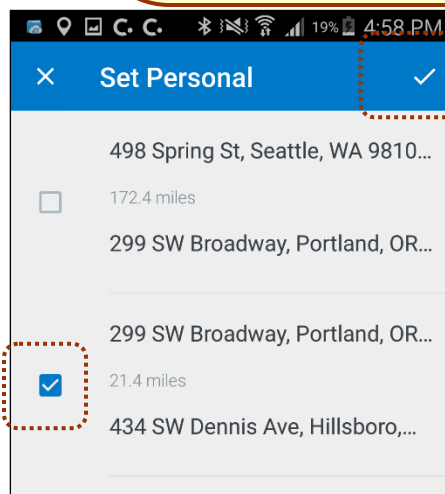 C. C. 19% 4:58 PM
Set Personal
498 Spring St, Seattle, WA 9810...
172.4 miles
299 SW Broadway, Portland, OR...
299 SW Broadway, Portland, OR...
21.4 miles
434 SW Dennis Ave, Hillsboro,...